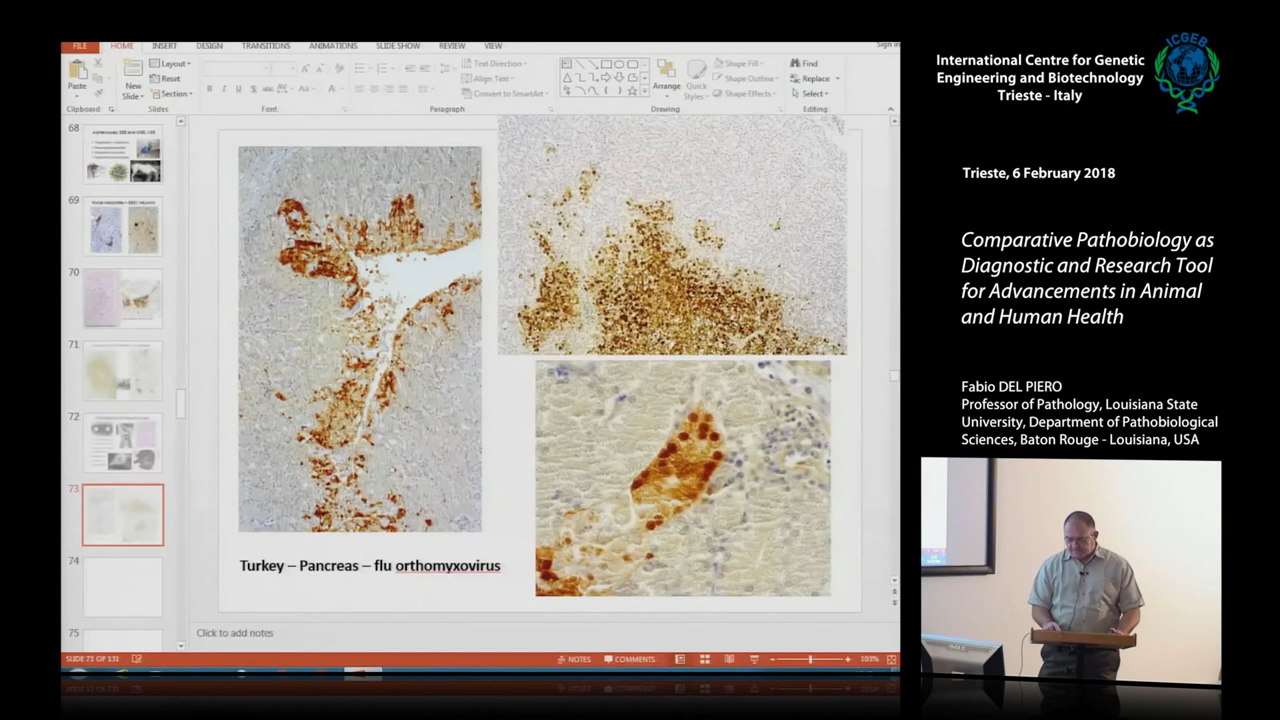 FILE HOME INSERT DESIGN TRANSITIONS ANIMATIONS SLIDE SHOW REVIEW VIEW Sign in
Paste
New
Slide
Layout
Reset
Section
Text Direction
Align Text
Convert to SmartArt
Arrange
Quick
Styles
Shape Fill
Shape Outline
Shape Effects
Find
Replace
Select
Clipboard Slides Font Paragraph Drawing Editing
68
69
70
71
72
73
74
75
Turkey – Pancreas – flu orthomyxovirus
Click to add notes
SLIDE 73 OF 131
NOTES COMMENTS 103%
International Centre for Genetic
Engineering and Biotechnology
Trieste - Italy
ICGEB
Trieste, 6 February 2018
Comparative Pathobiology as
Diagnostic and Research Tool
for Advancements in Animal
and Human Health
Fabio DEL PIERO
Professor of Pathology, Louisiana State
University, Department of Pathobiological
Sciences, Baton Rouge - Louisiana, USA